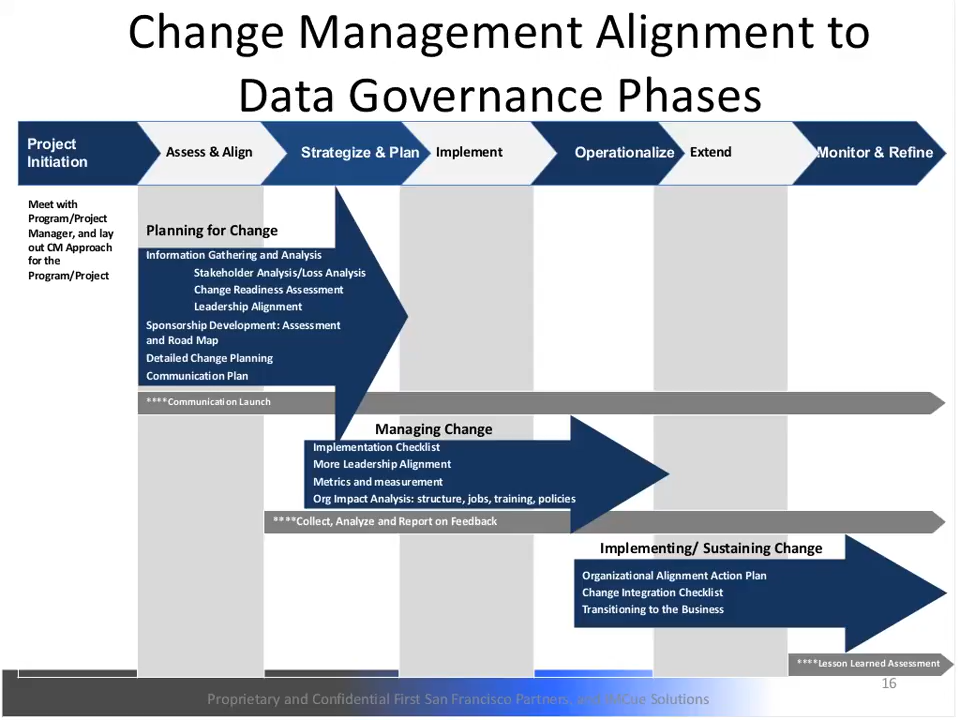 Change Management Alignment to
Data Governance Phases
Project
Initiation
Assess & Align
Strategize & Plan
Implement
Operationalize
Extend
Monitor & Refine
Meet with
Program/Project
Manager, and lay
out CM Approach
for the
Program/Project
Planning for Change
Information Gathering and Analysis
Stakeholder Analysis/Loss Analysis
Change Readiness Assessment
Leadership Alignment
Sponsorship Development: Assessment
and Road Map
Detailed Change Planning
Communication Plan
****Communication Launch
Managing Change
Implementation Checklist
More Leadership Alignment
Metrics and measurement
Org Impact Analysis: structure, jobs, training, policies
****Collect, Analyze and Report on Feedback
Implementing/ Sustaining Change
Organizational Alignment Action Plan
Change Integration Checklist
Transitioning to the Business
****Lesson Learned Assessment
16
Proprietary and Confidential First San Francisco Partners, and Solutions